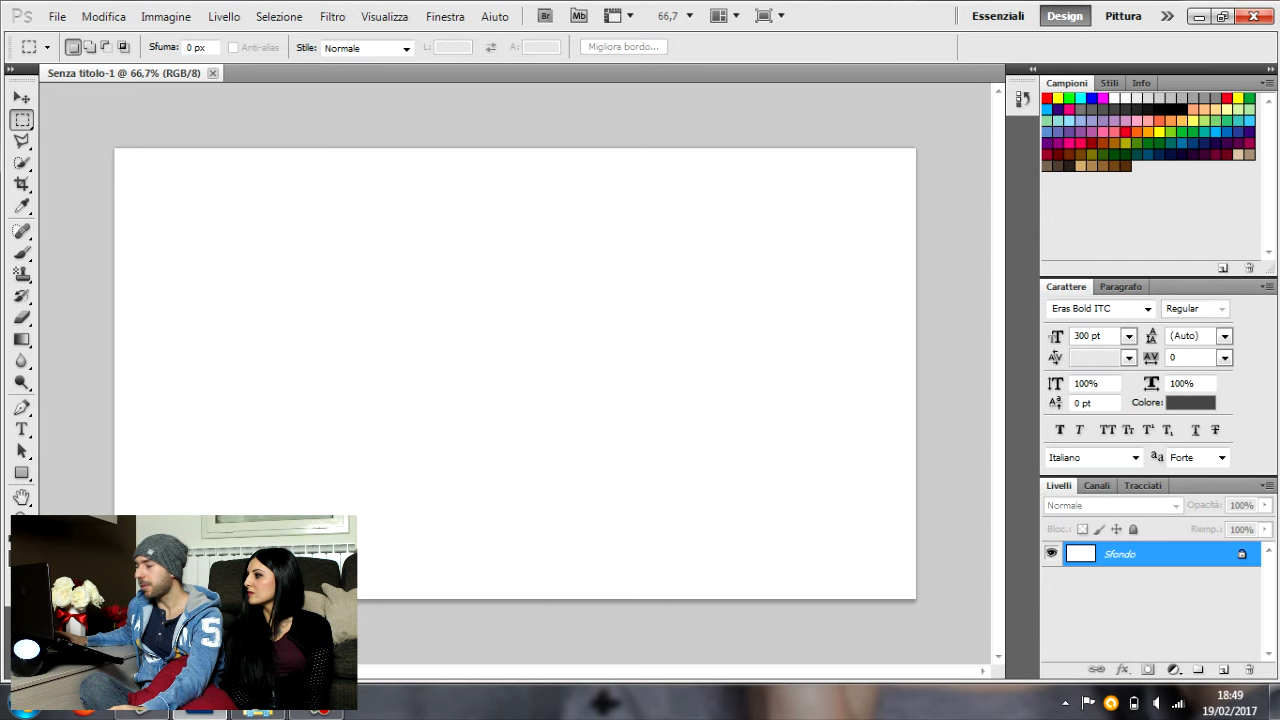 Ps File Modifica Immagine Livello Selezione Filtro Visualizza Finestra Aiuto Br Mb 66,7 Essenziali Design Pittura
Sfuma: 0 px Anti-alias Stile: Normale L: A: Migliora bordo...
Senza titolo-1 @ 66,7% (RGB/8)
Campioni Stili Info
Carattere Paragrafo
Eras Bold ITC Regular
300 pt (Auto)
0
100% 100%
0 pt Colore:
Italiano Forte
Livelli Canali Tracciati
Normale Opacità: 100%
Bloc.: Riemp.: 100%
Sfondo
18:49
19/02/2017